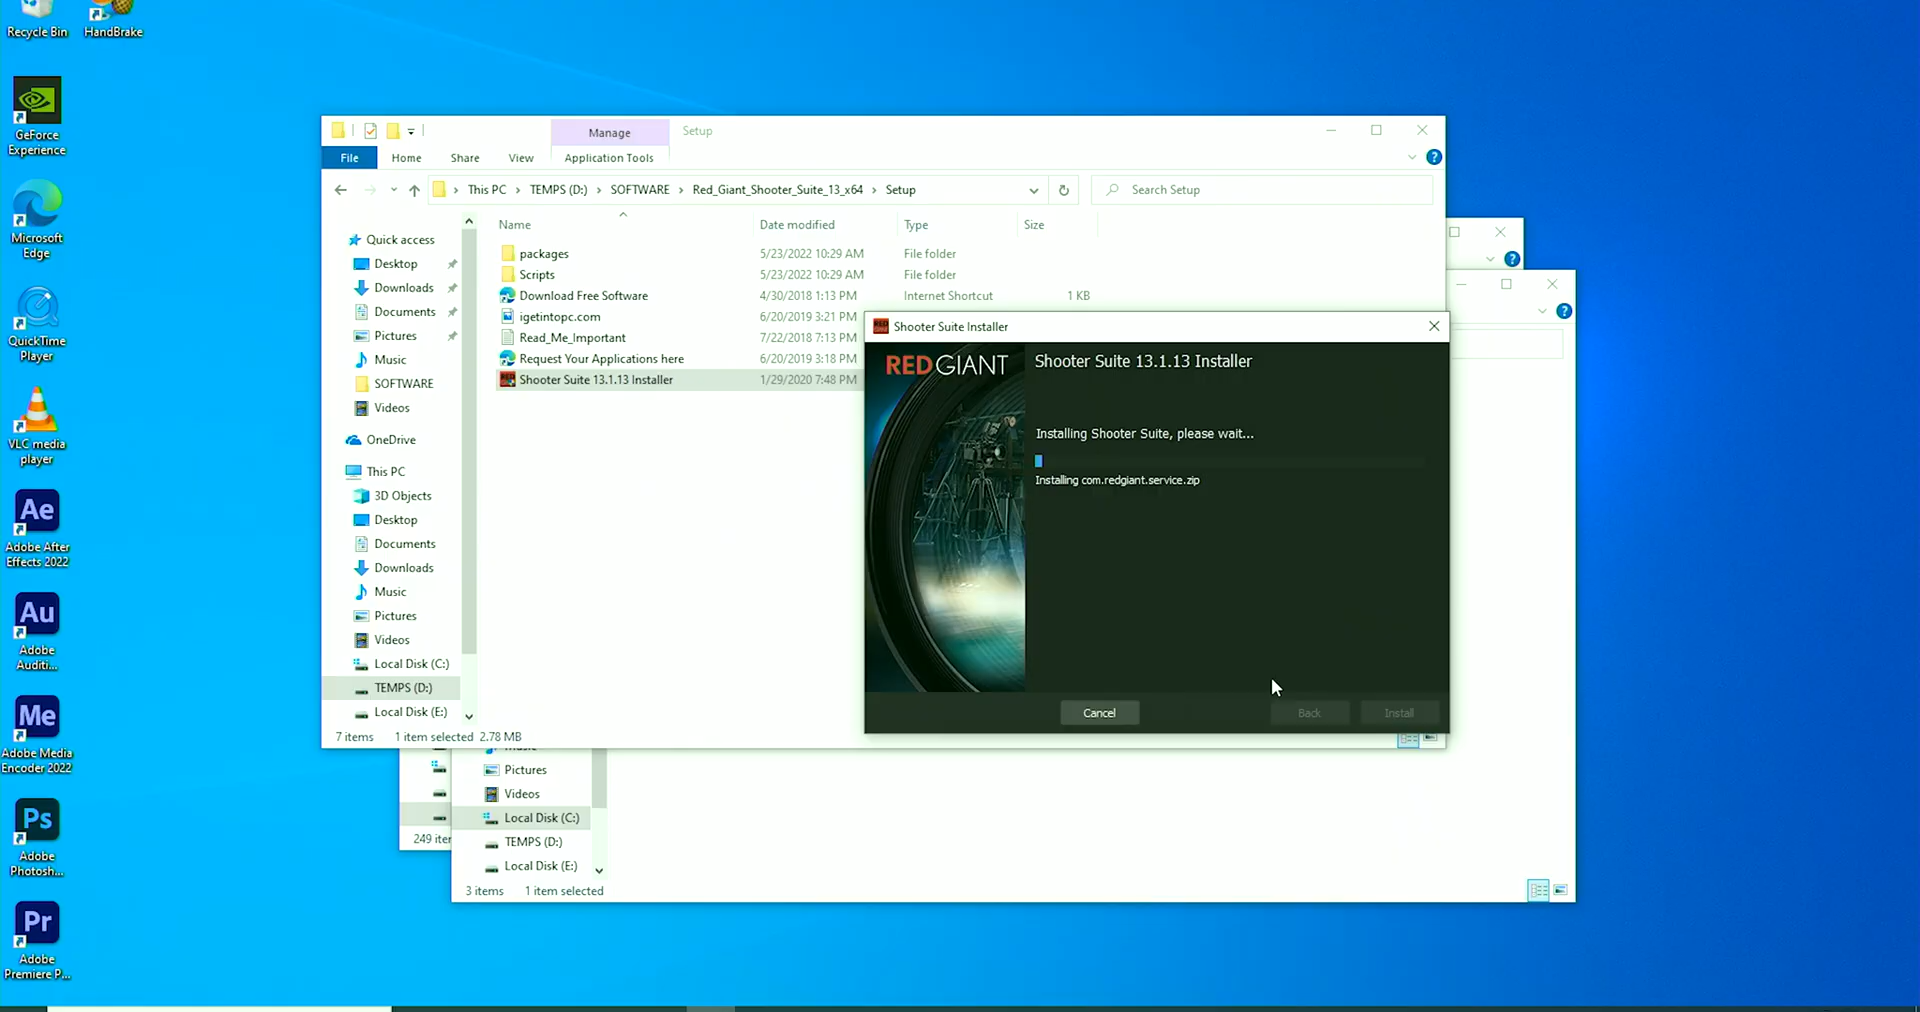 Recycle Bin
HandBrake
GeForce
Experience
Microsoft
Edge
QuickTime
Player
VLC media
player
Ae
Adobe After
Effects 2022
Au
Adobe
Auditi...
Me
Adobe Media
Encoder 2022
Ps
Adobe
Photosh...
Pr
Adobe
Premiere P...
Manage
Setup
File
Home
Share
View
Application Tools
This PC > TEMPS (D:) > SOFTWARE > Red_Giant_Shooter_Suite_13_x64 > Setup
Search Setup
Quick access
Desktop
Downloads
Documents
Pictures
Music
SOFTWARE
Videos
OneDrive
This PC
3D Objects
Desktop
Documents
Downloads
Music
Pictures
Videos
Local Disk (C:)
TEMPS (D:)
Local Disk (E:)
Name Date modified Type Size
packages 5/23/2022 10:29 AM File folder
Scripts 5/23/2022 10:29 AM File folder
Download Free Software 4/30/2018 1:13 PM Internet Shortcut 1 KB
igetintopc.com 6/20/2019 3:21 PM
Read_Me_Important 7/22/2018 7:13 PM
Request Your Applications here 6/20/2019 3:18 PM
Shooter Suite 13.1.13 Installer 1/29/2020 7:48 PM
7 items 1 item selected 2.78 MB
Shooter Suite Installer
RED GIANT
Shooter Suite 13.1.13 Installer
Installing Shooter Suite, please wait...
Installing com.redgiant.service.zip
Cancel
Back
Install
Pictures
Videos
Local Disk (C:)
TEMPS (D:)
Local Disk (E:)
249 iter
3 items 1 item selected